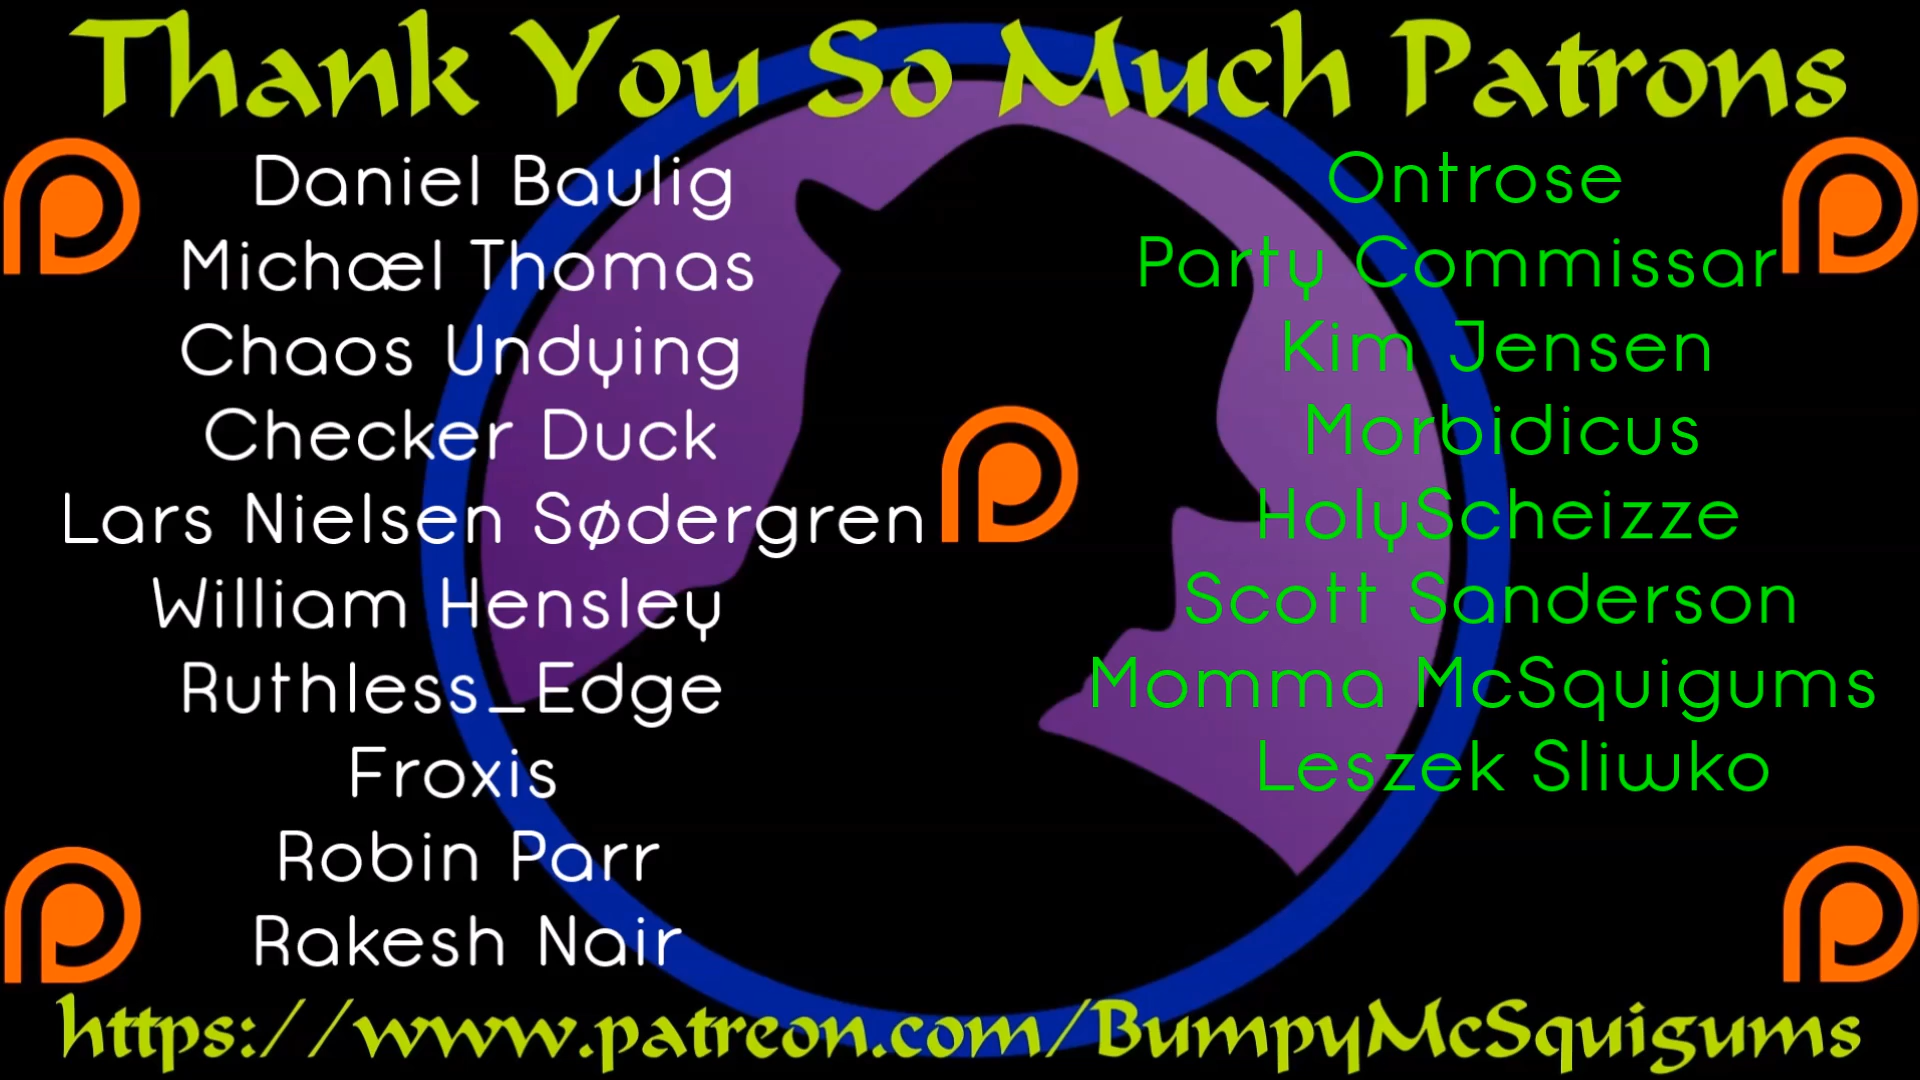 Thank You So Much Patrons
Daniel Baulig
Michael Thomas
Chaos Undying
Checker Duck
Lars Nielsen Sødergren
William Hensley
Ruthless_Edge
Froxis
Robin Parr
Rakesh Nair
Ontrose
Party Commissar
Kim Jensen
Morbidicus
HolyScheizze
Scott Sanderson
Momma McSquigums
Leszek Sliwko
https://www.patreon.com/BumpyMcSquigums